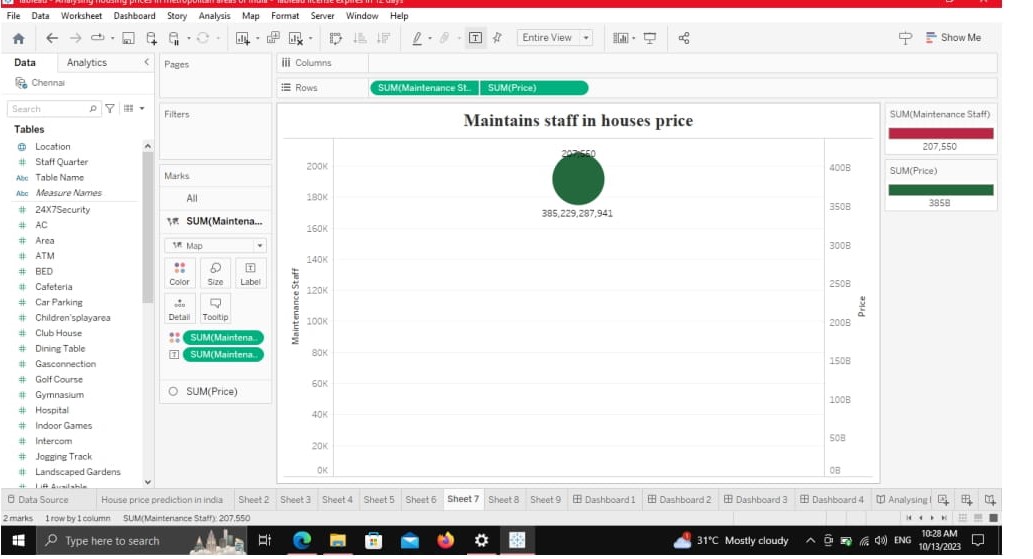 Tableau - Analysing housing prices in metropolitan areas of India - Tableau license expires in 12 days
File Data Worksheet Dashboard Story Analysis Map Format Server Window Help
Entire View
Show Me
Data Analytics
Pages
Columns
Chennai
Rows
SUM(Maintenance St.. SUM(Price)
Search
Filters
Maintains staff in houses price
SUM(Maintenance Staff)
207,550
SUM(Price)
385B
Tables
Location
Staff Quarter
Abc Table Name
Abc Measure Names
# 24X7Security
# AC
# Area
# ATM
# BED
# Cafeteria
# Car Parking
# Children'splayarea
# Club House
# Dining Table
# Gasconnection
# Golf Course
# Gymnasium
# Hospital
# Indoor Games
# Intercom
# Jogging Track
# Landscaped Gardens
# Lift Available
Marks
All
SUM(Maintena...
Map
Color Size Label
Detail Tooltip
SUM(Maintena..
SUM(Maintena..
SUM(Price)
207,550
385,229,287,941
Maintenance Staff
200K
180K
160K
140K
120K
100K
80K
60K
40K
20K
0K
Price
400B
350B
300B
250B
200B
150B
100B
50B
0B
Data Source House price prediction in india Sheet 2 Sheet 3 Sheet 4 Sheet 5 Sheet 6 Sheet 7 Sheet 8 Sheet 9 Dashboard 1 Dashboard 2 Dashboard 3 Dashboard 4 Analysing
2 marks 1 row by 1 column SUM(Maintenance Staff): 207,550
Type here to search
31°C Mostly cloudy
ENG
10:28 AM
10/13/2023